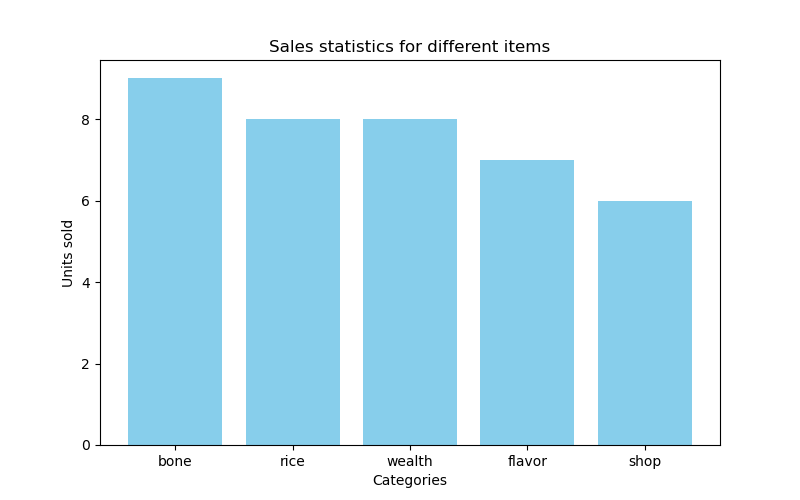 Sales statistics for different items
Units sold
8
6
4
2
0
bone rice wealth flavor shop
Categories